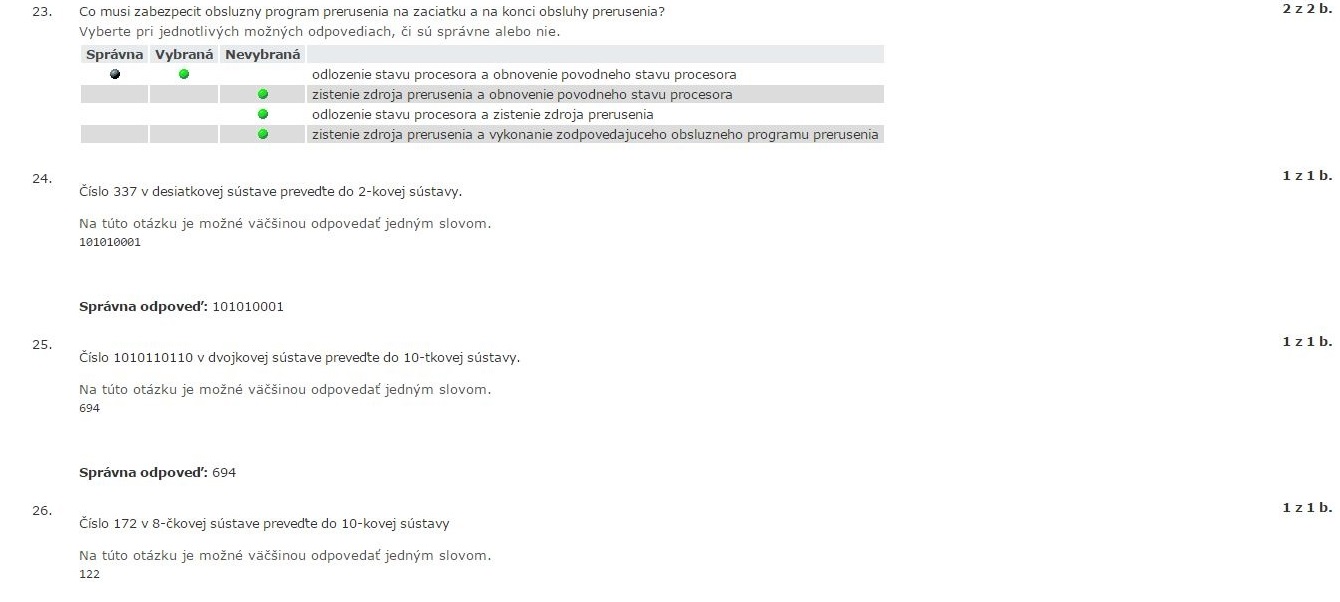 23. Co musi zabezpecit obsluzny program prerusenia na zaciatku a na konci obsluhy prerusenia? 2 z 2 b.
Vyberte pri jednotlivých možných odpovediach, či sú správne alebo nie.
Správna Vybraná Nevybraná
odlozenie stavu procesora a obnovenie povodneho stavu procesora
zistenie zdroja prerusenia a obnovenie povodneho stavu procesora
odlozenie stavu procesora a zistenie zdroja prerusenia
zistenie zdroja prerusenia a vykonanie zodpovedajuceho obsluzneho programu prerusenia
24. 1 z 1 b.
Číslo 337 v desiatkovej sústave preveďte do 2-kovej sústavy.
Na túto otázku je možné väčšinou odpovedať jedným slovom.
101010001
Správna odpoveď: 101010001
25. 1 z 1 b.
Číslo 1010110110 v dvojkovej sústave preveďte do 10-tkovej sústavy.
Na túto otázku je možné väčšinou odpovedať jedným slovom.
694
Správna odpoveď: 694
26. 1 z 1 b.
Číslo 172 v 8-čkovej sústave preveďte do 10-kovej sústavy
Na túto otázku je možné väčšinou odpovedať jedným slovom.
122